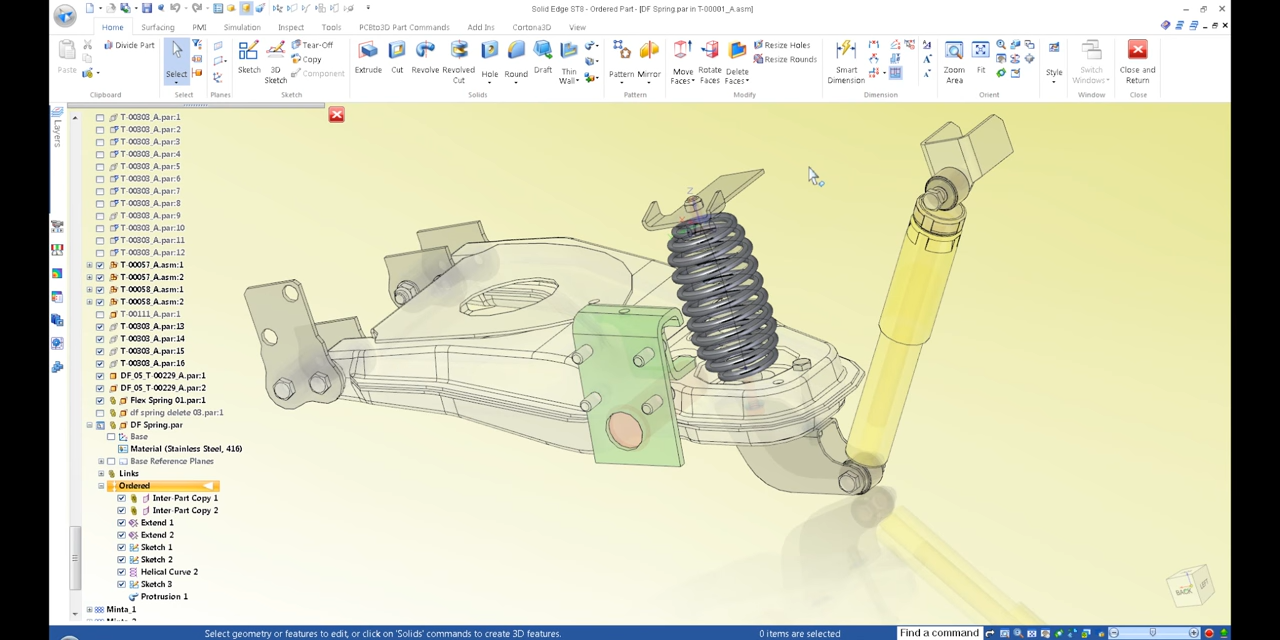 Solid Edge ST8 - Ordered Part - [DF Spring.par in T-00001_A.asm]
Home Surfacing PMI Simulation Inspect Tools PCBto3D Part Commands Add Ins Cortona3D View
Paste
Clipboard
Divide Part
Select
Select
Planes
Sketch
3D Sketch
Tear-Off
Copy
Component
Sketch
Extrude
Cut
Revolve
Revolved Cut
Hole
Round
Draft
Thin Wall
Solids
Pattern
Mirror
Pattern
Move Faces
Rotate Faces
Delete Faces
Resize Holes
Resize Rounds
Modify
Smart Dimension
Dimension
Zoom Area
Fit
Orient
Style
Switch Windows
Window
Close and Return
Close
Layers
T-00303_A.par:1
T-00303_A.par:2
T-00303_A.par:3
T-00303_A.par:4
T-00303_A.par:5
T-00303_A.par:6
T-00303_A.par:7
T-00303_A.par:8
T-00303_A.par:9
T-00303_A.par:10
T-00303_A.par:11
T-00303_A.par:12
T-00057_A.asm:1
T-00057_A.asm:2
T-00058_A.asm:1
T-00058_A.asm:2
T-00111_A.par:1
T-00303_A.par:13
T-00303_A.par:14
T-00303_A.par:15
T-00303_A.par:16
DF_05_T-00229_A.par:1
DF_05_T-00229_A.par:2
Flex Spring 01.par:1
df spring delete 03.par:1
DF Spring.par
Base
Material (Stainless Steel, 416)
Base Reference Planes
Links
Ordered
Inter-Part Copy 1
Inter-Part Copy 2
Extend 1
Extend 2
Sketch 1
Sketch 2
Helical Curve 2
Sketch 3
Protrusion 1
Minta_1
Z
BACK
LEFT
Select geometry or features to edit, or click on 'Solids' commands to create 3D features.
0 items are selected
Find a command